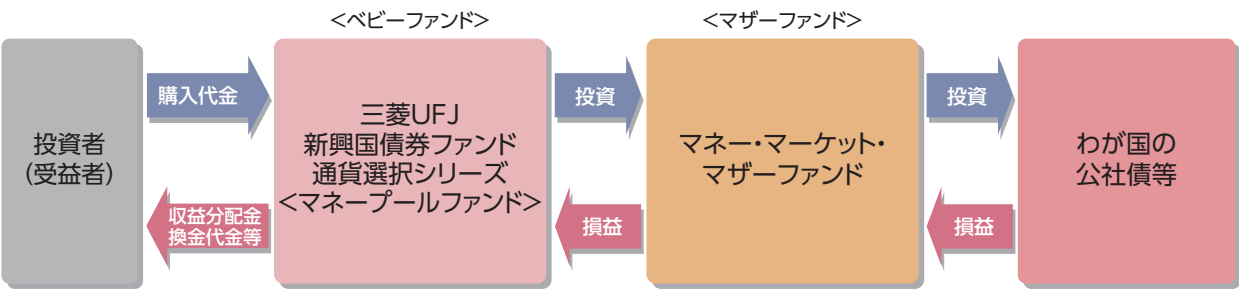 ＜ベビーファンド＞
＜マザーファンド＞
投資者
(受益者)
購入代金
収益分配金
換金代金等
三菱UFJ
新興国債券ファンド
通貨選択シリーズ
＜マネープールファンド＞
投資
損益
マネー・マーケット・
マザーファンド
投資
損益
わが国の
公社債等